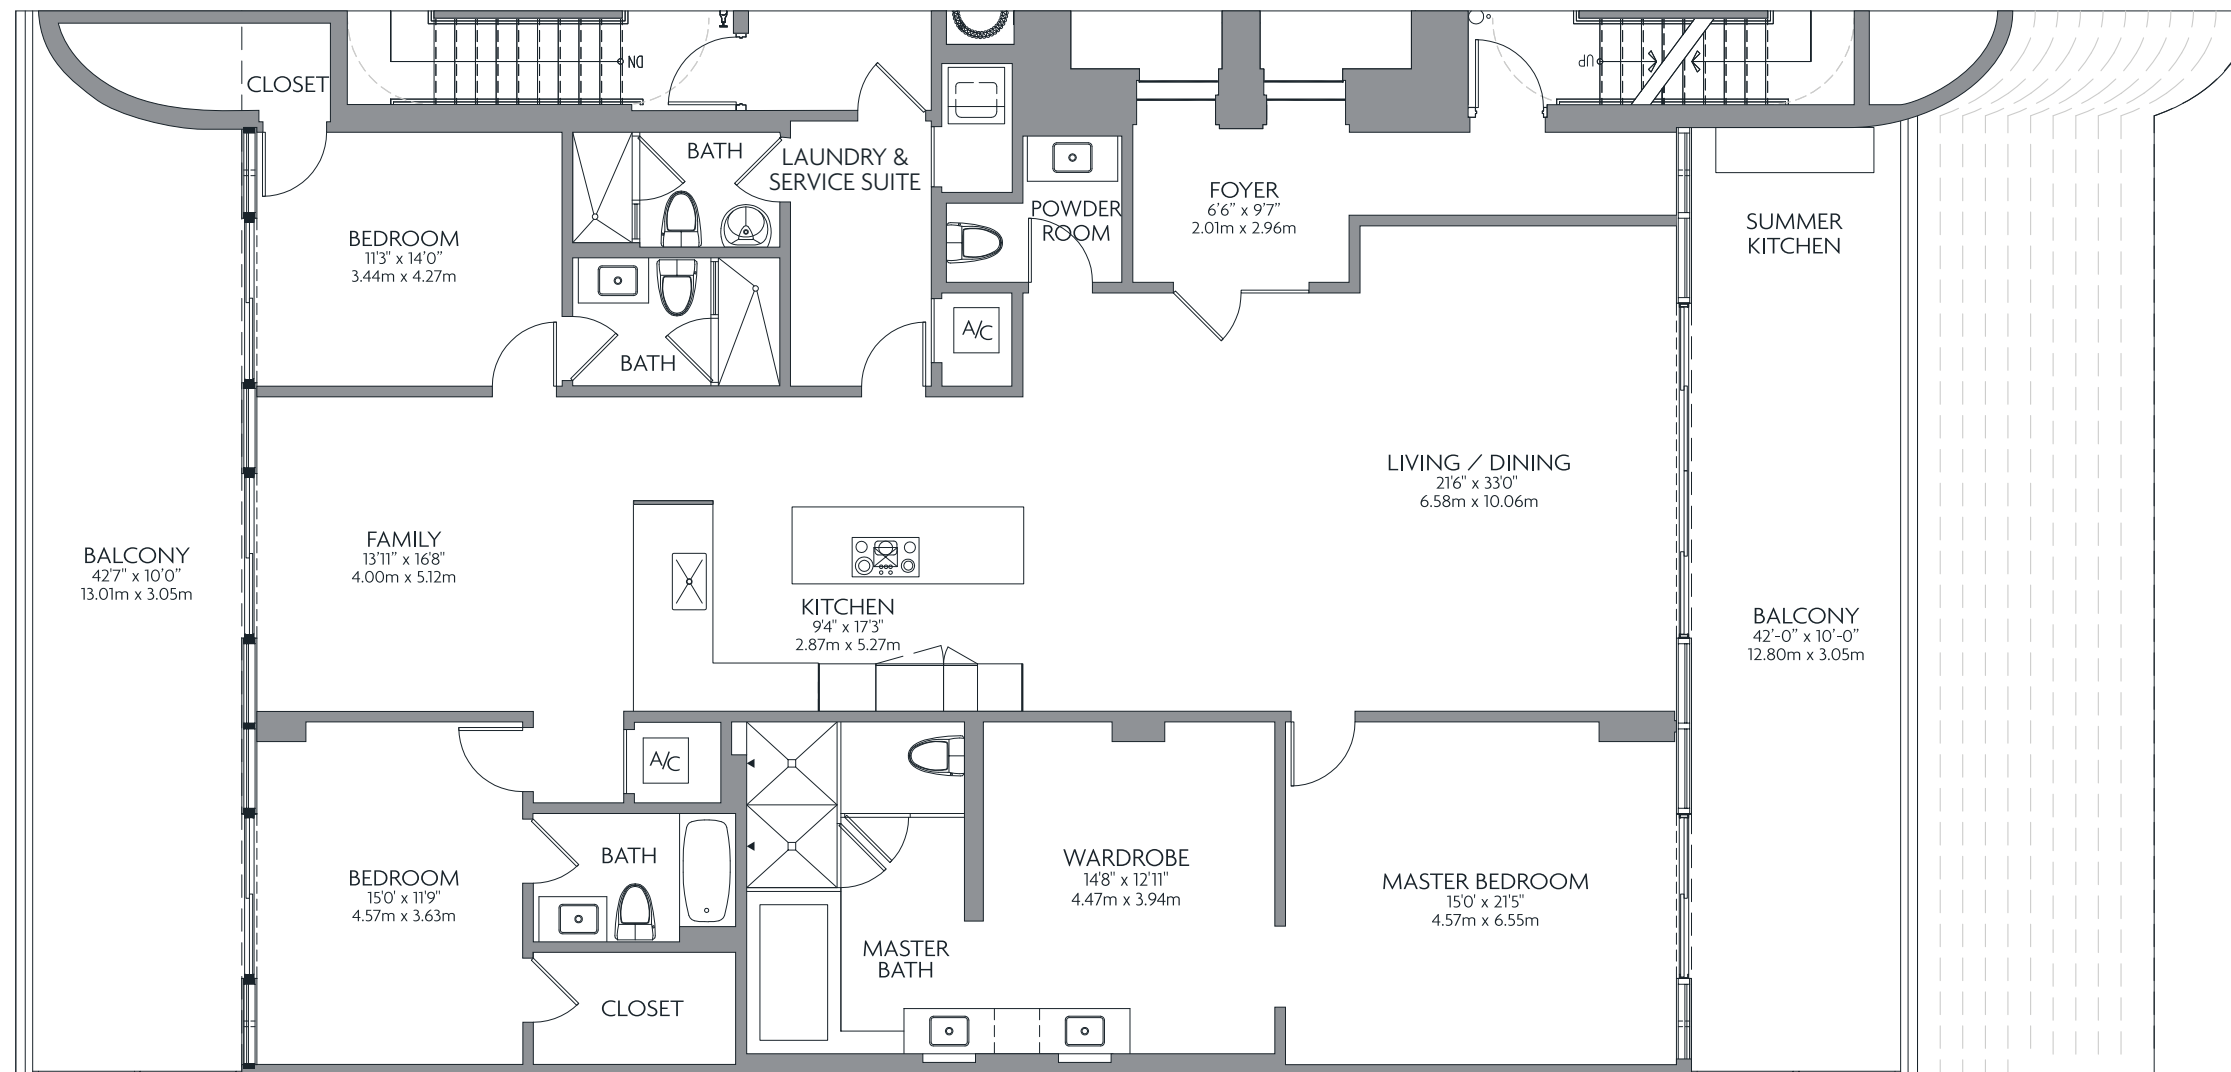 CLOSET
DN
UP
BATH
LAUNDRY &
SERVICE SUITE
POWDER
ROOM
FOYER
6'6" x 9'7"
2.01m x 2.96m
SUMMER
KITCHEN
BEDROOM
11'3" x 14'0"
3.44m x 4.27m
A/C
BATH
LIVING / DINING
21'6" x 33'0"
6.58m x 10.06m
FAMILY
13'11" x 16'8"
4.00m x 5.12m
BALCONY
42'7" x 10'0"
13.01m x 3.05m
KITCHEN
9'4" x 17'3"
2.87m x 5.27m
BALCONY
42'-0" x 10'-0"
12.80m x 3.05m
A/C
BATH
WARDROBE
14'8" x 12'11"
4.47m x 3.94m
BEDROOM
15'0' x 11'9"
4.57m x 3.63m
MASTER BEDROOM
15'0' x 21'5"
4.57m x 6.55m
MASTER
BATH
CLOSET